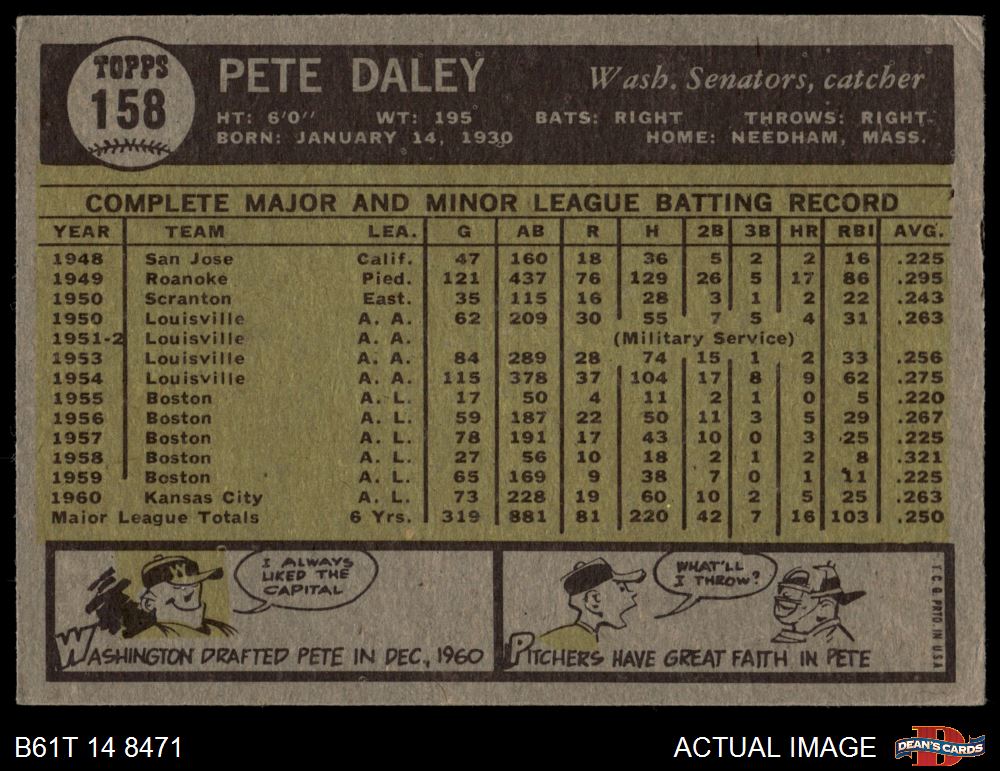 TOPPS
158
PETE DALEY
Wash. Senators, catcher
HT: 6'0" WT: 195 BATS: RIGHT THROWS: RIGHT
BORN: JANUARY 14, 1930 HOME: NEEDHAM, MASS.
COMPLETE MAJOR AND MINOR LEAGUE BATTING RECORD
YEAR TEAM LEA. G AB R H 2B 3B HR RBI AVG.
1948 San Jose Calif. 47 160 18 36 5 2 2 16 .225
1949 Roanoke Pied. 121 437 76 129 26 5 17 86 .295
1950 Scranton East. 35 115 16 28 3 1 2 22 .243
1950 Louisville A. A. 62 209 30 55 7 5 4 31 .263
1951-2 Louisville A. A. (Military Service)
1953 Louisville A. A. 84 289 28 74 15 1 2 33 .256
1954 Louisville A. A. 115 378 37 104 17 8 9 62 .275
1955 Boston A. L. 17 50 4 11 2 1 0 5 .220
1956 Boston A. L. 59 187 22 50 11 3 5 29 .267
1957 Boston A. L. 78 191 17 43 10 0 3 25 .225
1958 Boston A. L. 27 56 10 18 2 1 2 8 .321
1959 Boston A. L. 65 169 9 38 7 0 1 11 .225
1960 Kansas City A. L. 73 228 19 60 10 2 5 25 .263
Major League Totals 6 Yrs. 319 881 81 220 42 7 16 103 .250
W
I ALWAYS
LIKED THE
CAPITAL
WASHINGTON DRAFTED PETE IN DEC., 1960
WHAT'LL
I THROW?
PITCHERS HAVE GREAT FAITH IN PETE
T. C. G. PRTD. IN U.S.A.
B61T 14 8471
ACTUAL IMAGE
DEAN'S CARDS